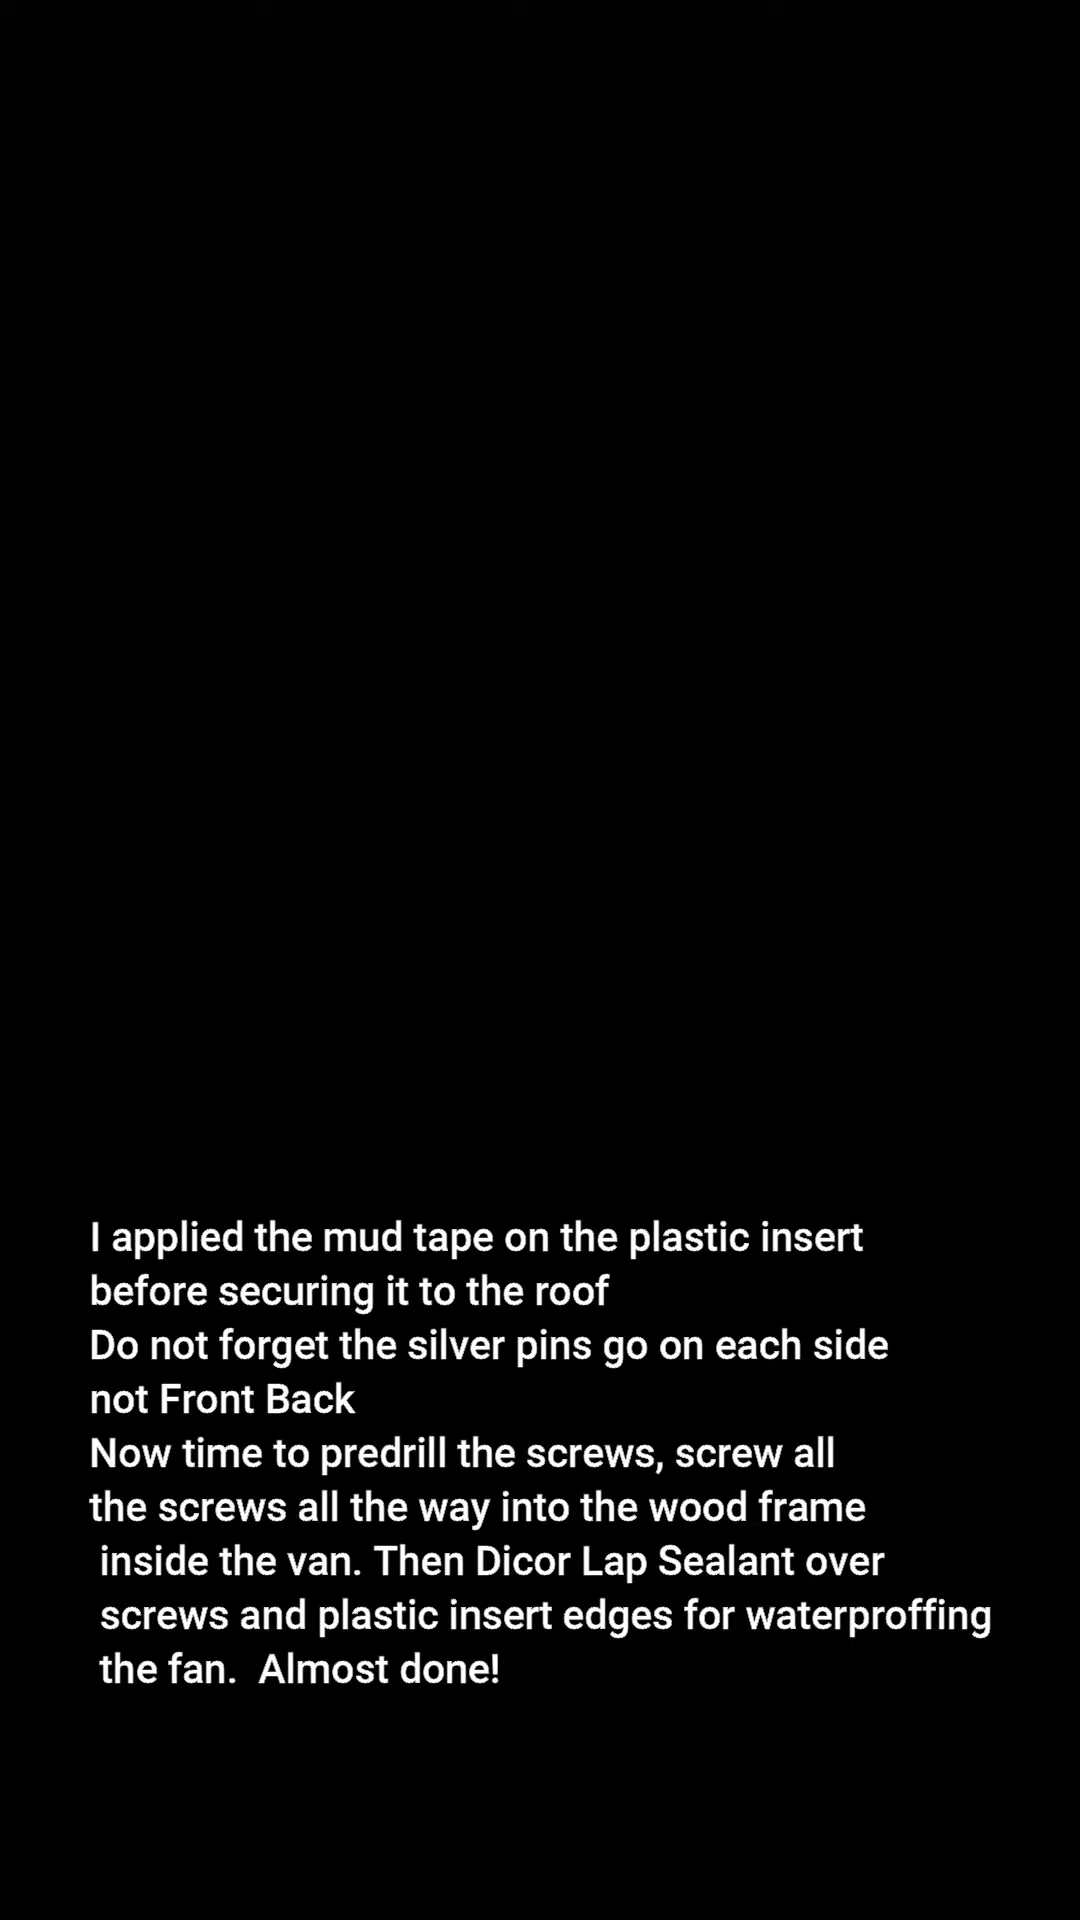 I applied the mud tape on the plastic insert
before securing it to the roof
Do not forget the silver pins go on each side
not Front Back
Now time to predrill the screws, screw all
the screws all the way into the wood frame
inside the van. Then Dicor Lap Sealant over
screws and plastic insert edges for waterproffing
the fan.  Almost done!